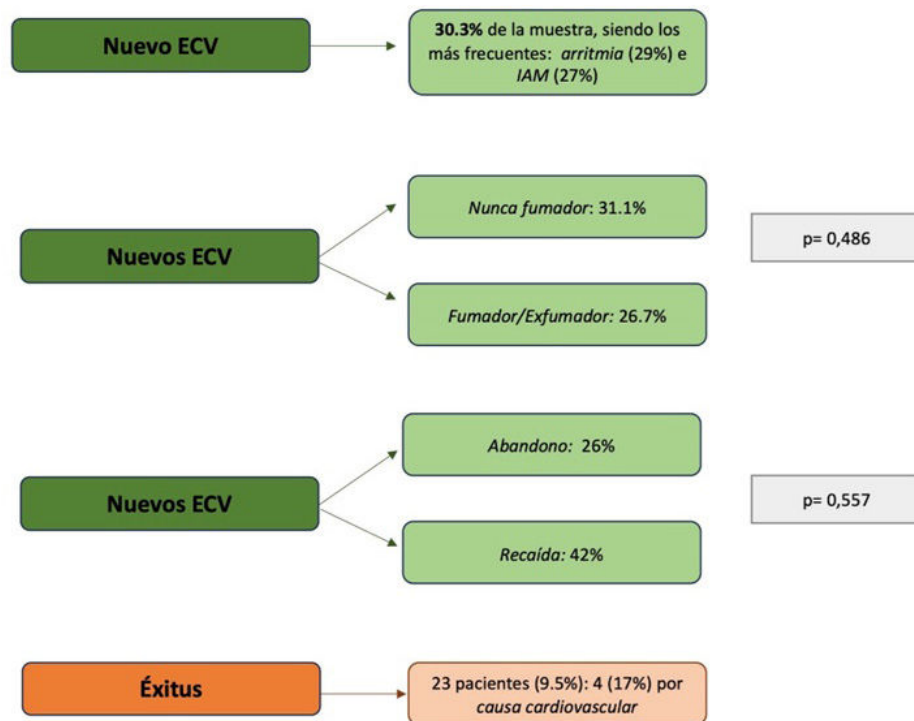 Nuevo ECV
30.3% de la muestra, siendo los
más frecuentes: arritmia (29%) e
IAM (27%)
Nuevos ECV
Nunca fumador: 31.1%
Fumador/Exfumador: 26.7%
p= 0,486
Nuevos ECV
Abandono: 26%
Recaída: 42%
p= 0,557
Éxitus
23 pacientes (9.5%): 4 (17%) por
causa cardiovascular